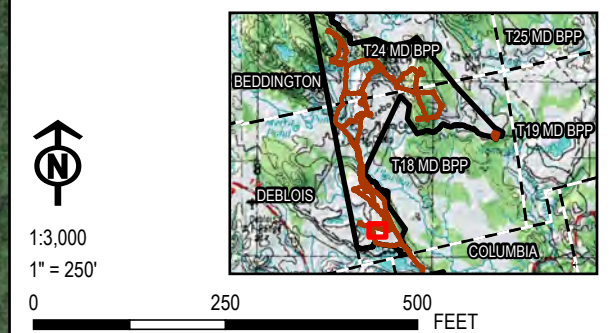 T25 MD BPP
T24 MD BPP
BEDDINGTON
T19 MD BPP
T18 MD BPP
DEBLOIS
COLUMBIA
N
1:3,000
1" = 250'
0 250 500
FEET